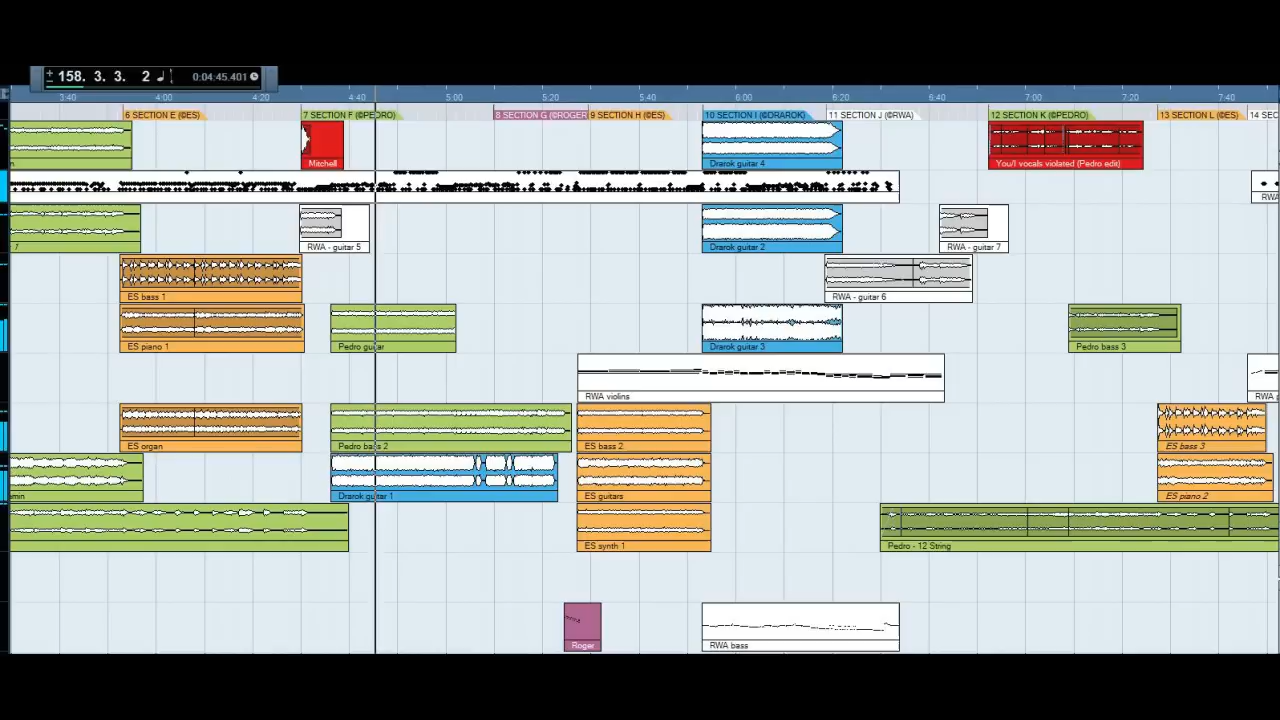 158. 3. 3. 2 0:04:45.401
3:40 4:00 4:20 4:40 5:00 5:20 5:40 6:00 6:20 6:40 7:00 7:20 7:40
6 SECTION E (©ES) 7 SECTION F (©PEDRO) 8 SECTION G (©ROGER 9 SECTION H (©ES) 10 SECTION I (©DRAROK) 11 SECTION J (©RWA) 12 SECTION K (©PEDRO) 13 SECTION L (©ES) 14 SEC
Mitchell Drarok guitar 4 You/I vocals violated (Pedro edit)
RWA
1 RWA - guitar 5 Drarok guitar 2 RWA - guitar 7
ES bass 1 RWA - guitar 6
ES piano 1 Pedro guitar Drarok guitar 3 Pedro bass 3
RWA violins RWA p
ES organ Pedro bass 2 ES bass 2 ES bass 3
min Drarok guitar 1 ES guitars ES piano 2
ES synth 1 Pedro - 12 String
Roger RWA bass